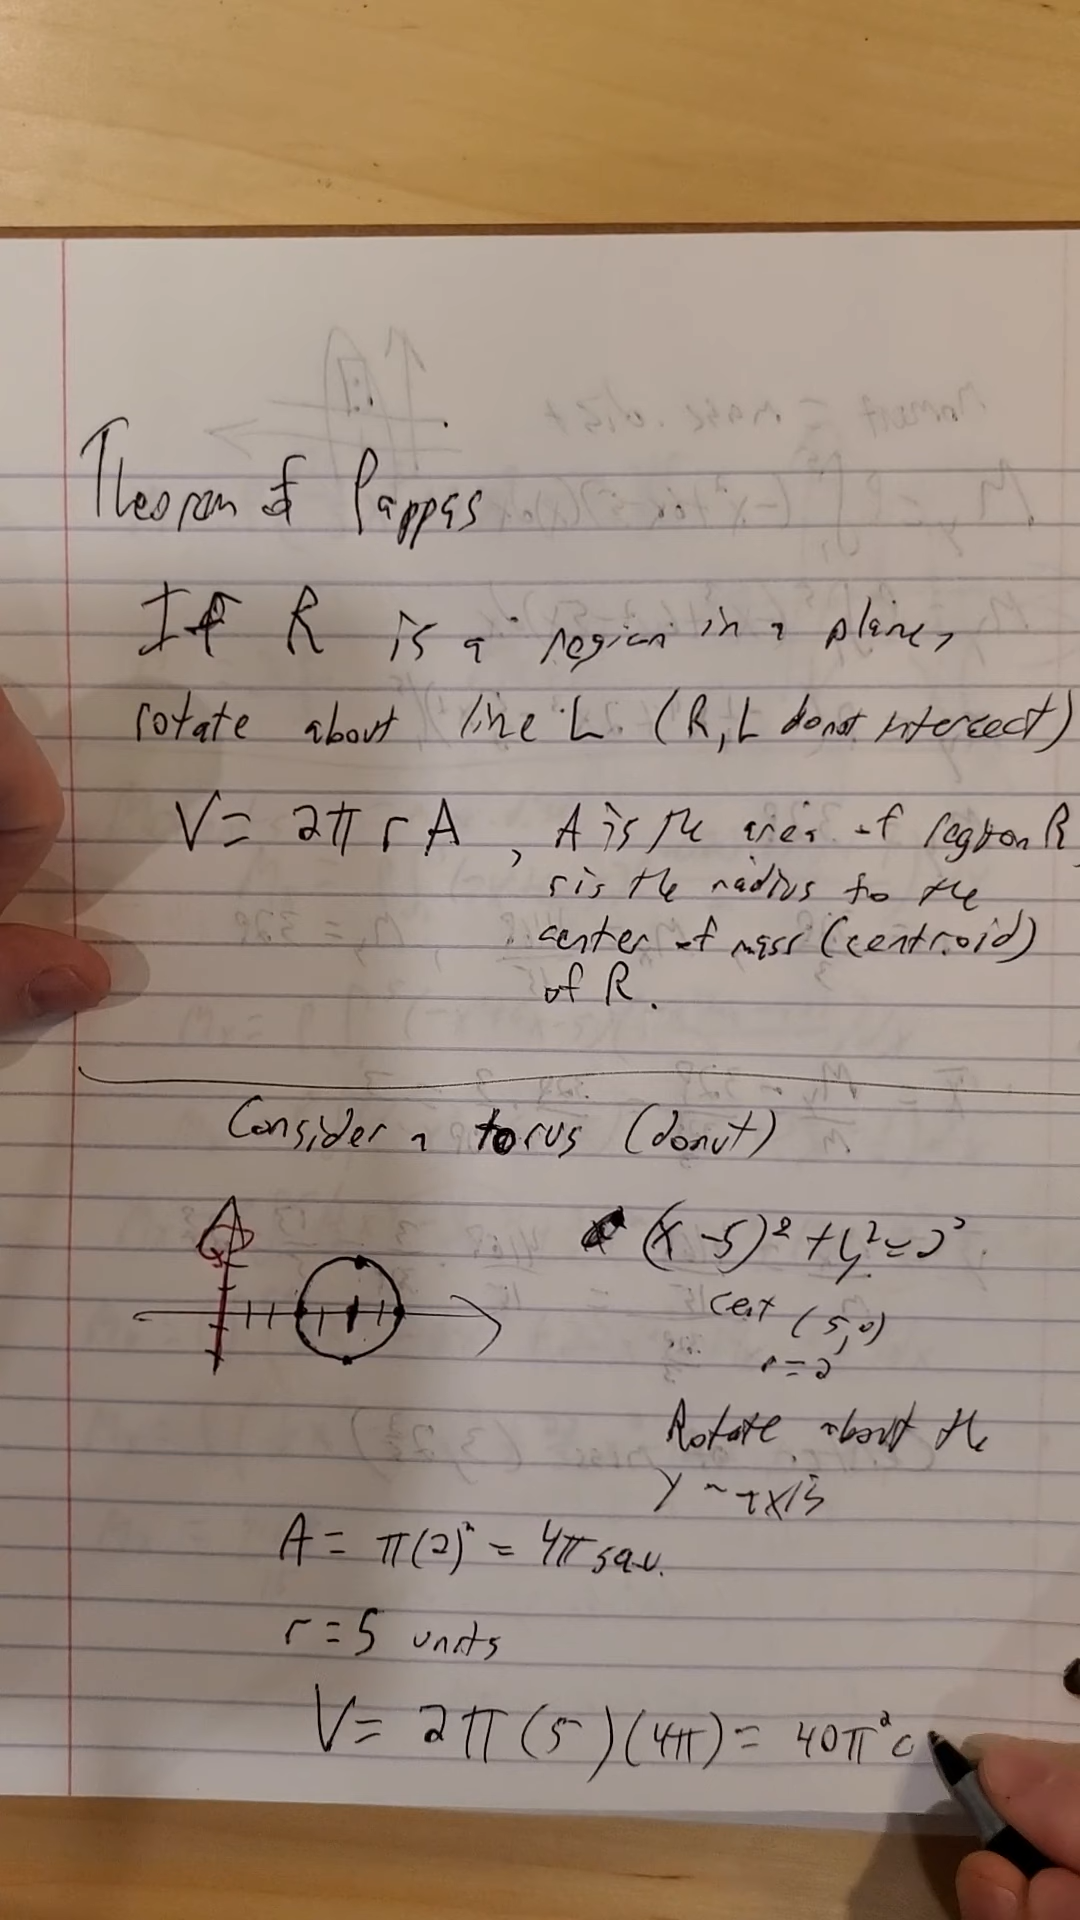 Theorem of Pappas
If R is a region in a plane,
rotate about line L. (R, L do not intersect)
V = 2π r A , A is the area of region R,
r is the radius to the
center of mass (centroid)
of R.
Consider a torus (donut)
(x - 5)² + y² = 2²
cent (5,0)
r = 2
Rotate about the
y - axis
A = π(2)² = 4π sq u.
r = 5 units
V = 2π (5) (4π) = 40π² c